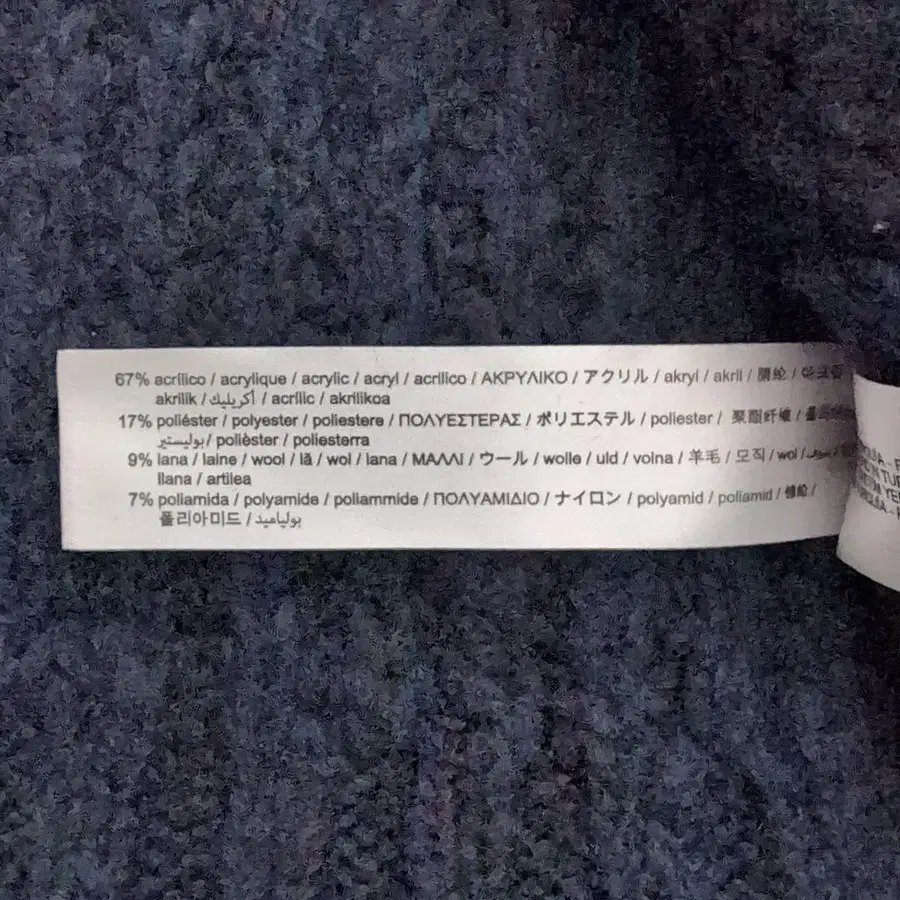 67% acrílico / acrylique / acrylic / acryl / acrilico / ΑΚΡΥΛΙΚΟ / アクリル / akryl / akril / 腈纶 / 아크릴
akrilik / أكريليك / acrílic / akrilikoa
17% poliéster / polyester / poliestere / ΠΟΛΥΕΣΤΕΡΑΣ / ポリエステル / poliester / 聚酯纤维 /
بوليستير / polièster / poliesterra
9% lana / laine / wool / lã / wol / lana / ΜΑΛΛΙ / ウール / wolle / uld / volna / 羊毛 / 모직 / wol /
llana / artilea
7% poliamida / polyamide / poliammide / ΠΟΛΥΑΜΙΔΙΟ / ナイロン / polyamid / poliamid / 锦纶 /
폴리아미드 / بولياميد